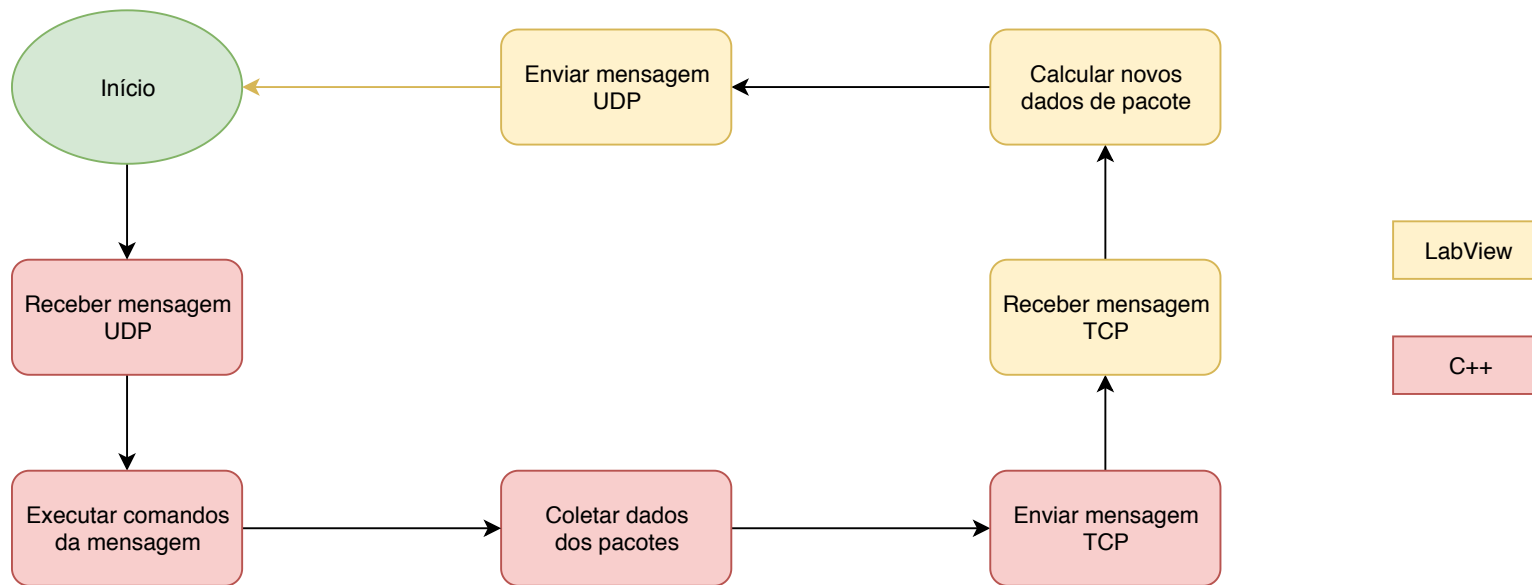 Início
Enviar mensagem
UDP
Calcular novos
dados de pacote
Receber mensagem
UDP
Receber mensagem
TCP
LabView
C++
Executar comandos
da mensagem
Coletar dados
dos pacotes
Enviar mensagem
TCP